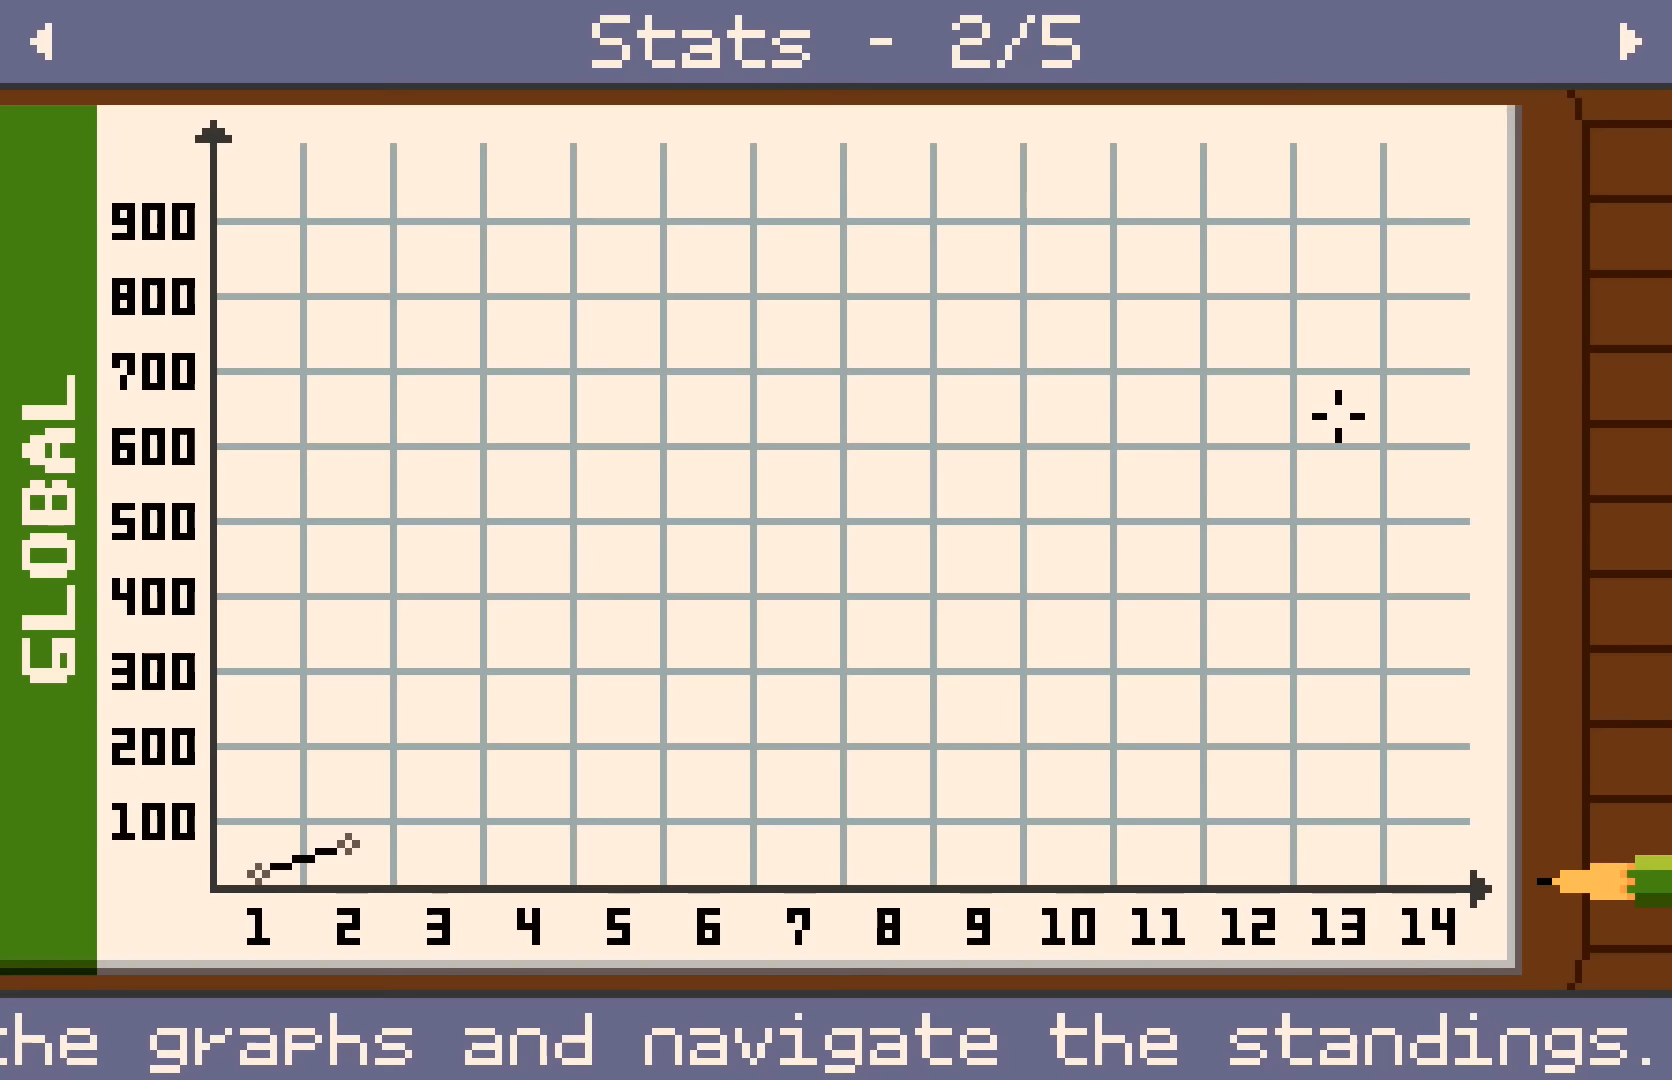 Stats - 2/5
GLOBAL
900
800
700
600
500
400
300
200
100
1 2 3 4 5 6 7 8 9 10 11 12 13 14
the graphs and navigate the standings.